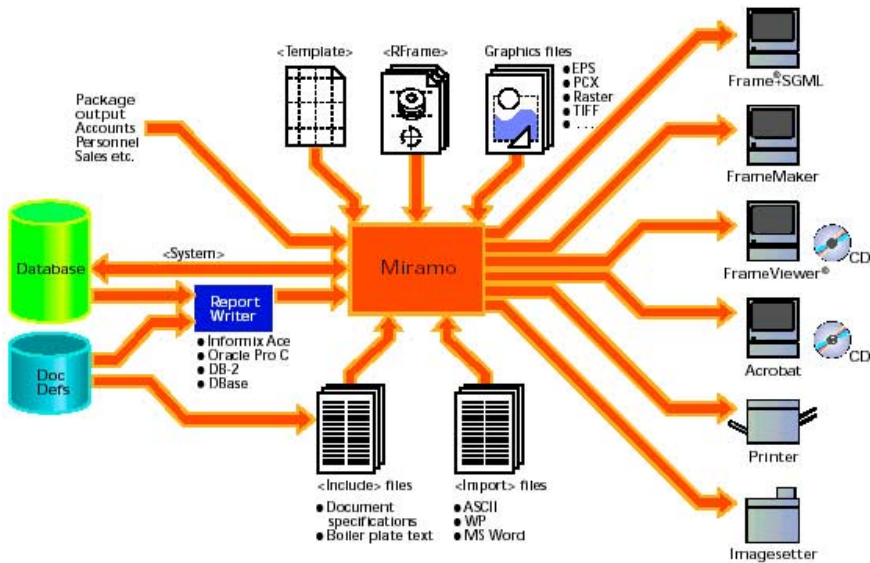 <Template>
<RFrame>
Graphics files
● EPS
● PCX
● Raster
● TIFF
● ....
Package
output
Accounts
Personnel
Sales etc.
Frame®+SGML
FrameMaker
Database
<System>
Miramo
FrameViewer®
CD
Report
Writer
● Informix Ace
● Oracle Pro C
● DB-2
● DBase
Doc
Defs
Acrobat
CD
Printer
<Include> files
● Document
specifications
● Boiler plate text
<Import> files
● ASCII
● WP
● MS Word
Imagesetter